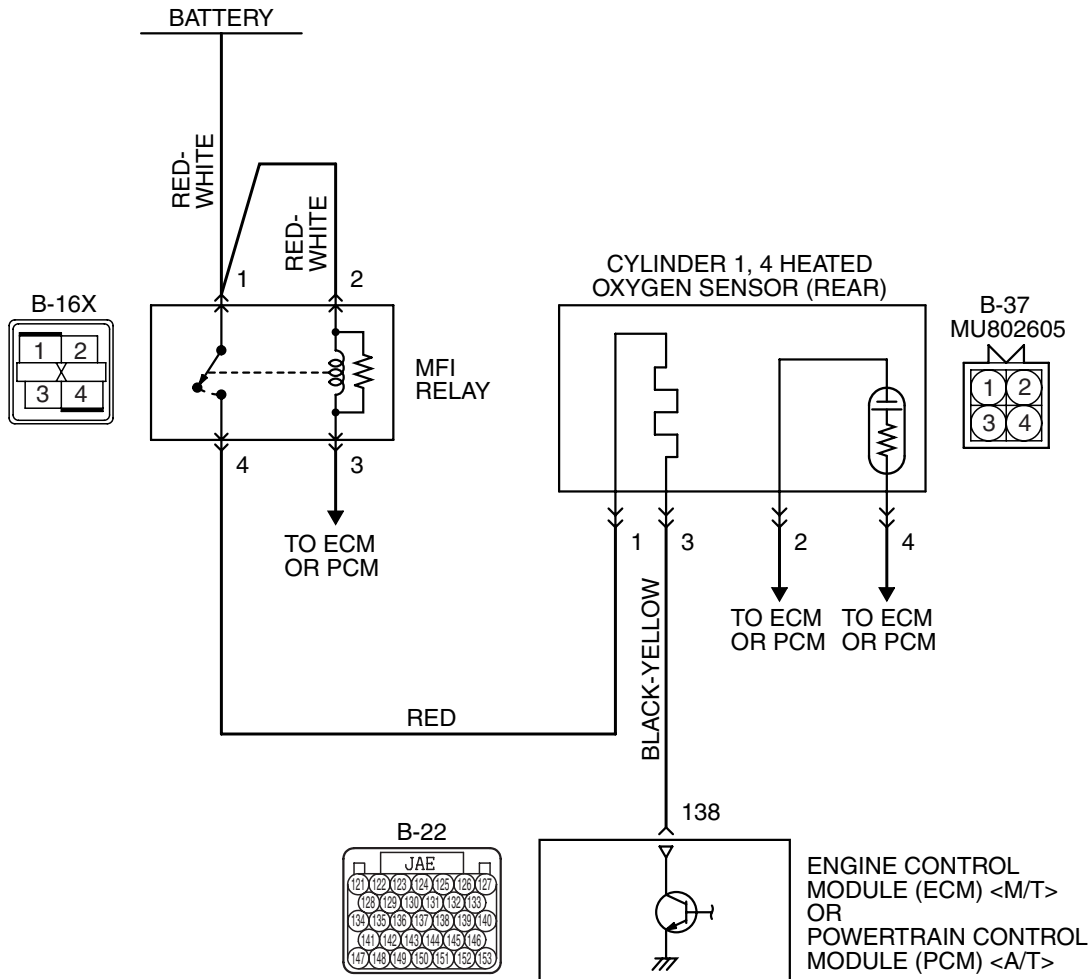 BATTERY
RED-
WHITE
RED-
WHITE
1
2
B-16X
1 2
X
3 4
MFI
RELAY
4
3
TO ECM
OR PCM
CYLINDER 1, 4 HEATED
OXYGEN SENSOR (REAR)
B-37
MU802605
1 2
3 4
1
3
2
4
TO ECM
OR PCM
TO ECM
OR PCM
BLACK-YELLOW
RED
138
B-22
JAE
121 122 123 124 125 126 127
128 129 130 131 132 133
134 135 136 137 138 139 140
141 142 143 144 145 146
147 148 149 150 151 152 153
ENGINE CONTROL
MODULE (ECM) <M/T>
OR
POWERTRAIN CONTROL
MODULE (PCM) <A/T>